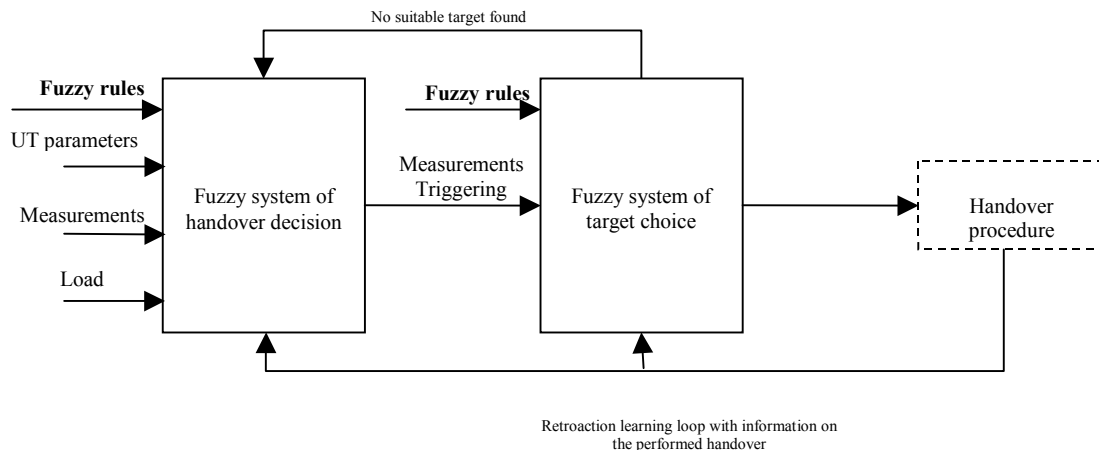 No suitable target found
Fuzzy rules
UT parameters
Measurements
Load
Fuzzy system of
handover decision
Fuzzy rules
Measurements
Triggering
Fuzzy system of
target choice
Handover
procedure
Retroaction learning loop with information on
the performed handover